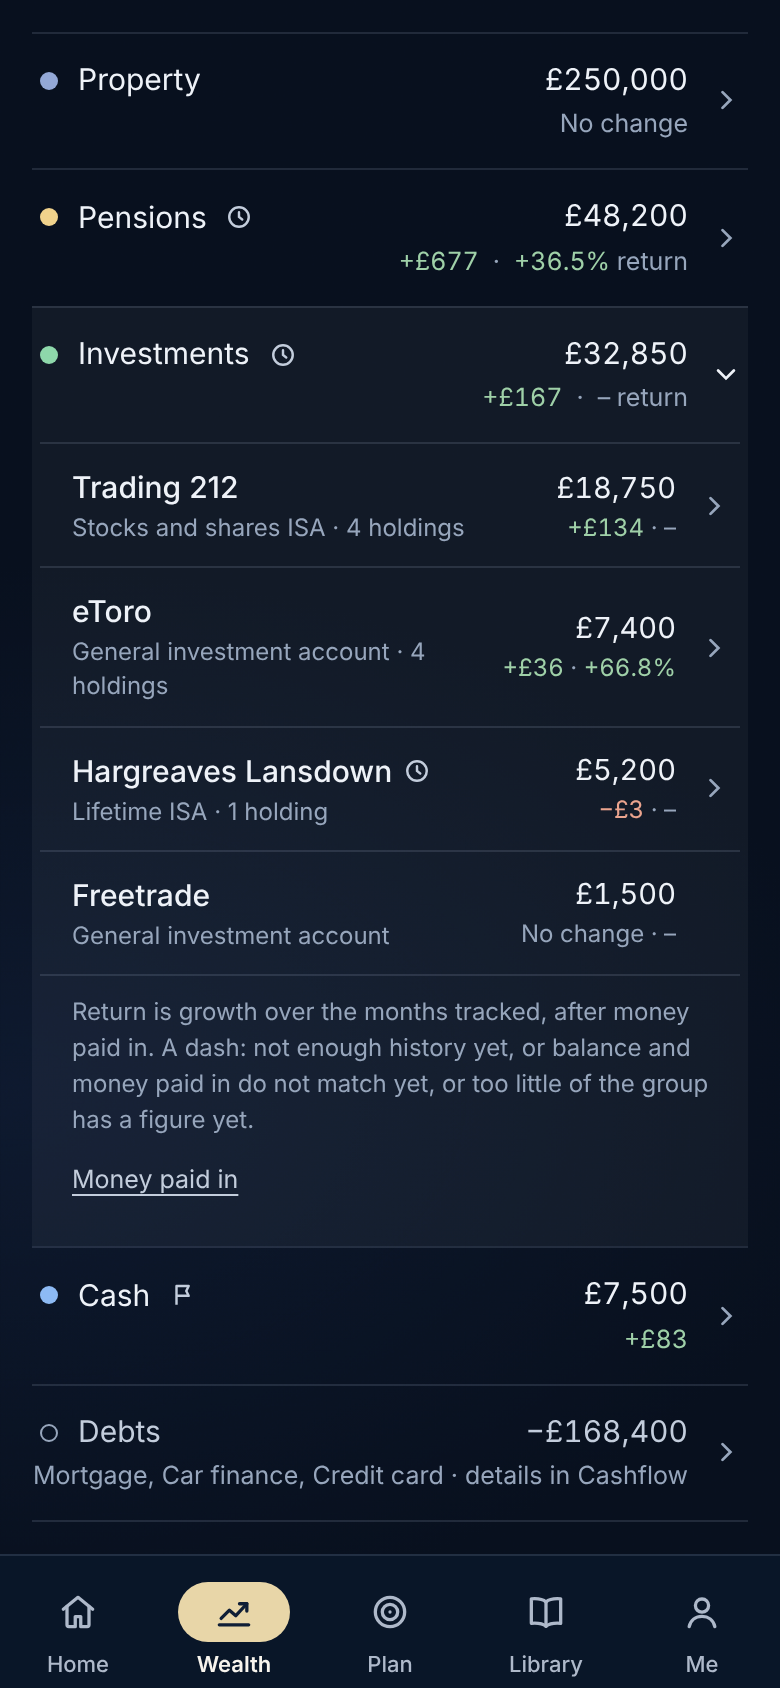 Property
£250,000
No change
Pensions
£48,200
+£677 · +36.5% return
Investments
£32,850
+£167 · – return
Trading 212
£18,750
Stocks and shares ISA · 4 holdings
+£134 · –
eToro
£7,400
General investment account · 4
holdings
+£36 · +66.8%
Hargreaves Lansdown
£5,200
Lifetime ISA · 1 holding
−£3 · –
Freetrade
£1,500
General investment account
No change · –
Return is growth over the months tracked, after money
paid in. A dash: not enough history yet, or balance and
money paid in do not match yet, or too little of the group
has a figure yet.
Money paid in
Cash
£7,500
+£83
Debts
−£168,400
Mortgage, Car finance, Credit card · details in Cashflow
Home
Wealth
Plan
Library
Me